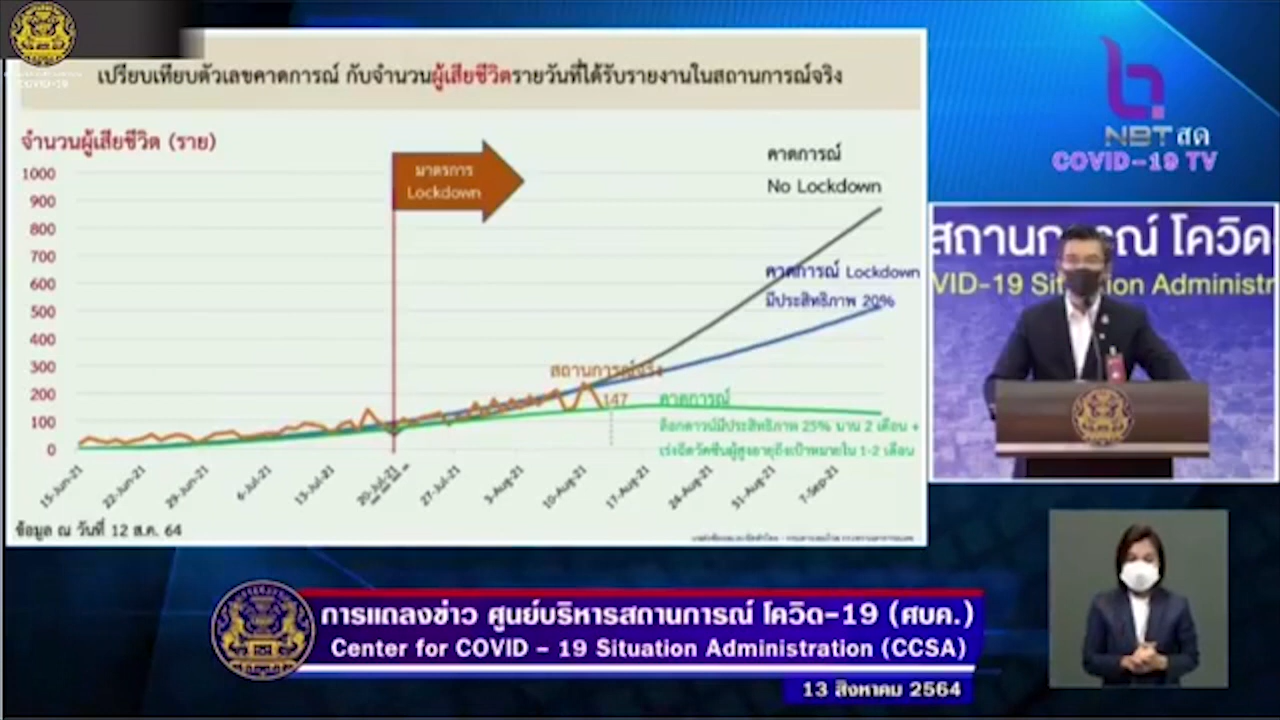 COVID-19
เปรียบเทียบตัวเลขคาดการณ์ กับจำนวนผู้เสียชีวิตรายวันที่ได้รับรายงานในสถานการณ์จริง
จำนวนผู้เสียชีวิต (ราย)
มาตรการ
Lockdown
คาดการณ์
No Lockdown
คาดการณ์ Lockdown
มีประสิทธิภาพ 20%
สถานการณ์จริง
147
คาดการณ์
ล็อกดาวน์มีประสิทธิภาพ 25% นาน 2 เดือน +
เร่งฉีดวัคซีนผู้สูงอายุถึงเป้าหมายใน 1-2 เดือน
1000
900
800
700
600
500
400
300
200
100
0
15-Jun-21
22-Jun-21
29-Jun-21
6-Jul-21
13-Jul-21
20-Jul-21
27-Jul-21
3-Aug-21
10-Aug-21
17-Aug-21
24-Aug-21
31-Aug-21
7-Sep-21
ข้อมูล ณ วันที่ 12 ส.ค. 64
NBT สด
COVID-19 TV
สถานการณ์ โควิด-
VID-19 Situation Administr
การแถลงข่าว ศูนย์บริหารสถานการณ์ โควิด-19 (ศบค.)
Center for COVID - 19 Situation Administration (CCSA)
13 สิงหาคม 2564